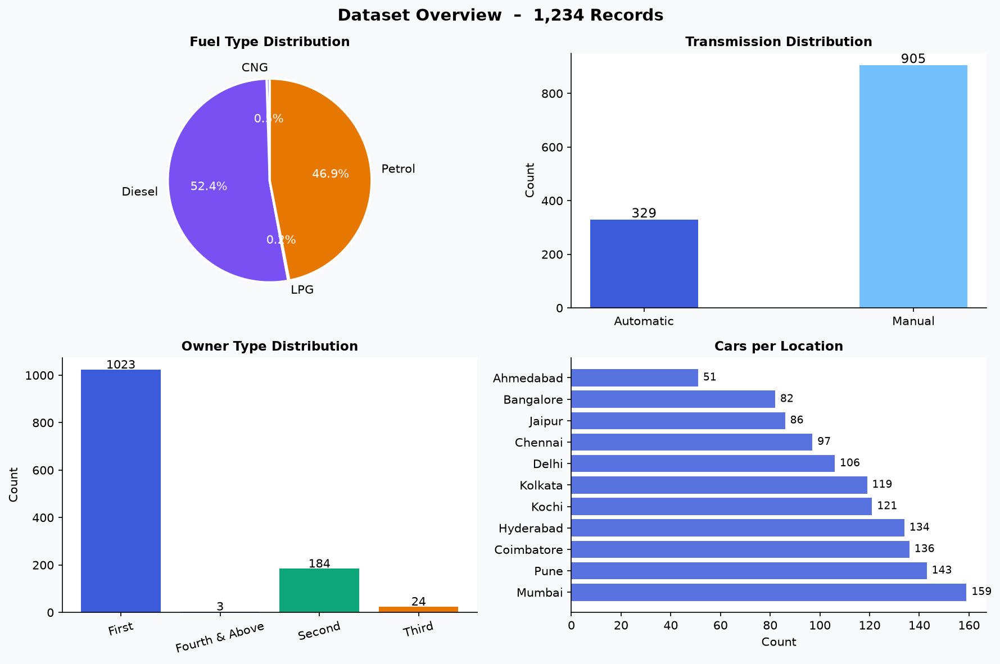 Dataset Overview – 1,234 Records
Fuel Type Distribution
CNG
0.5%
Petrol
46.9%
Diesel
52.4%
0.2%
LPG
Transmission Distribution
Count
800
600
400
200
0
329
905
Automatic
Manual
Owner Type Distribution
Count
1000
800
600
400
200
0
1023
3
184
24
First
Fourth & Above
Second
Third
Cars per Location
Ahmedabad 51
Bangalore 82
Jaipur 86
Chennai 97
Delhi 106
Kolkata 119
Kochi 121
Hyderabad 134
Coimbatore 136
Pune 143
Mumbai 159
0 20 40 60 80 100 120 140 160
Count